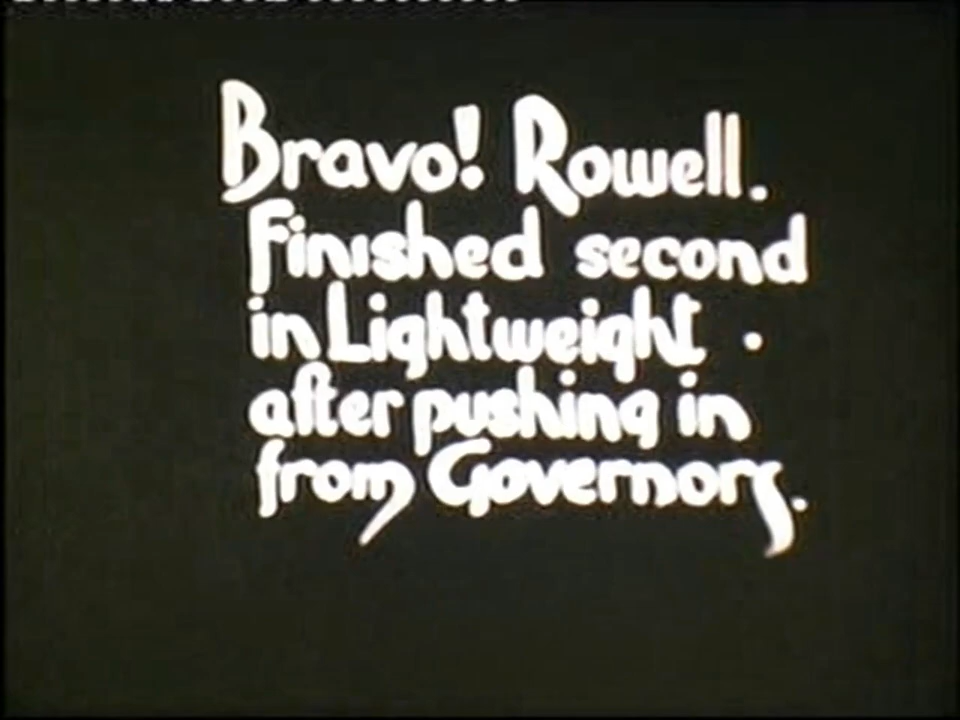 Bravo! Rowell.
Finished second
in Lightweight .
after pushing in
from Governors.